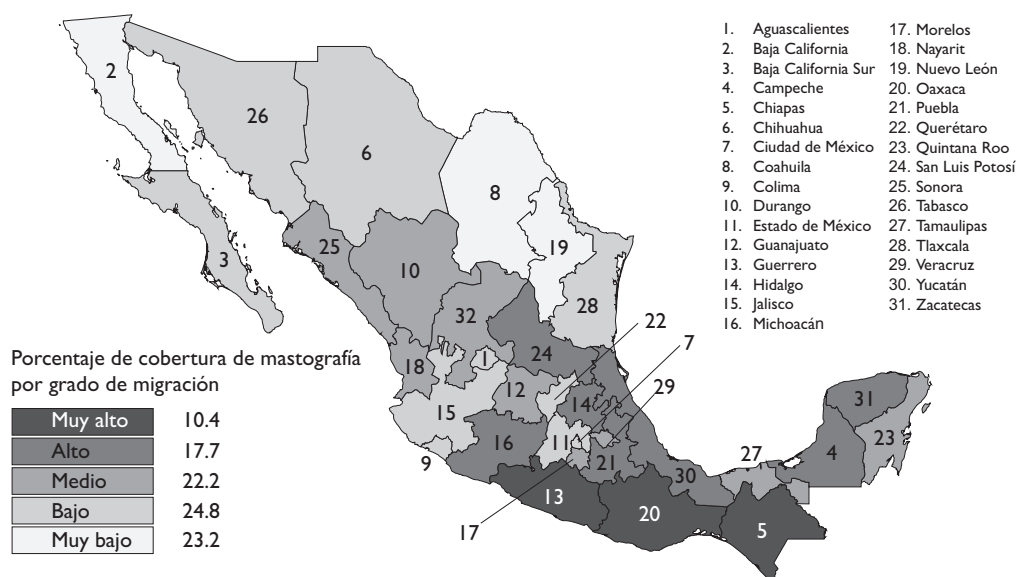 1. Aguascalientes
2. Baja California
3. Baja California Sur
4. Campeche
5. Chiapas
6. Chihuahua
7. Ciudad de México
8. Coahuila
9. Colima
10. Durango
11. Estado de México
12. Guanajuato
13. Guerrero
14. Hidalgo
15. Jalisco
16. Michoacán
17. Morelos
18. Nayarit
19. Nuevo León
20. Oaxaca
21. Puebla
22. Querétaro
23. Quintana Roo
24. San Luis Potosí
25. Sonora
26. Tabasco
27. Tamaulipas
28. Tlaxcala
29. Veracruz
30. Yucatán
31. Zacatecas
2
26
6
8
3
25
10
19
32
28
22
7
24
18
1
12
29
14
31
15
23
16
11
27
4
9
21
30
13
20
5
17
Porcentaje de cobertura de mastografía
por grado de migración
Muy alto 10.4
Alto 17.7
Medio 22.2
Bajo 24.8
Muy bajo 23.2